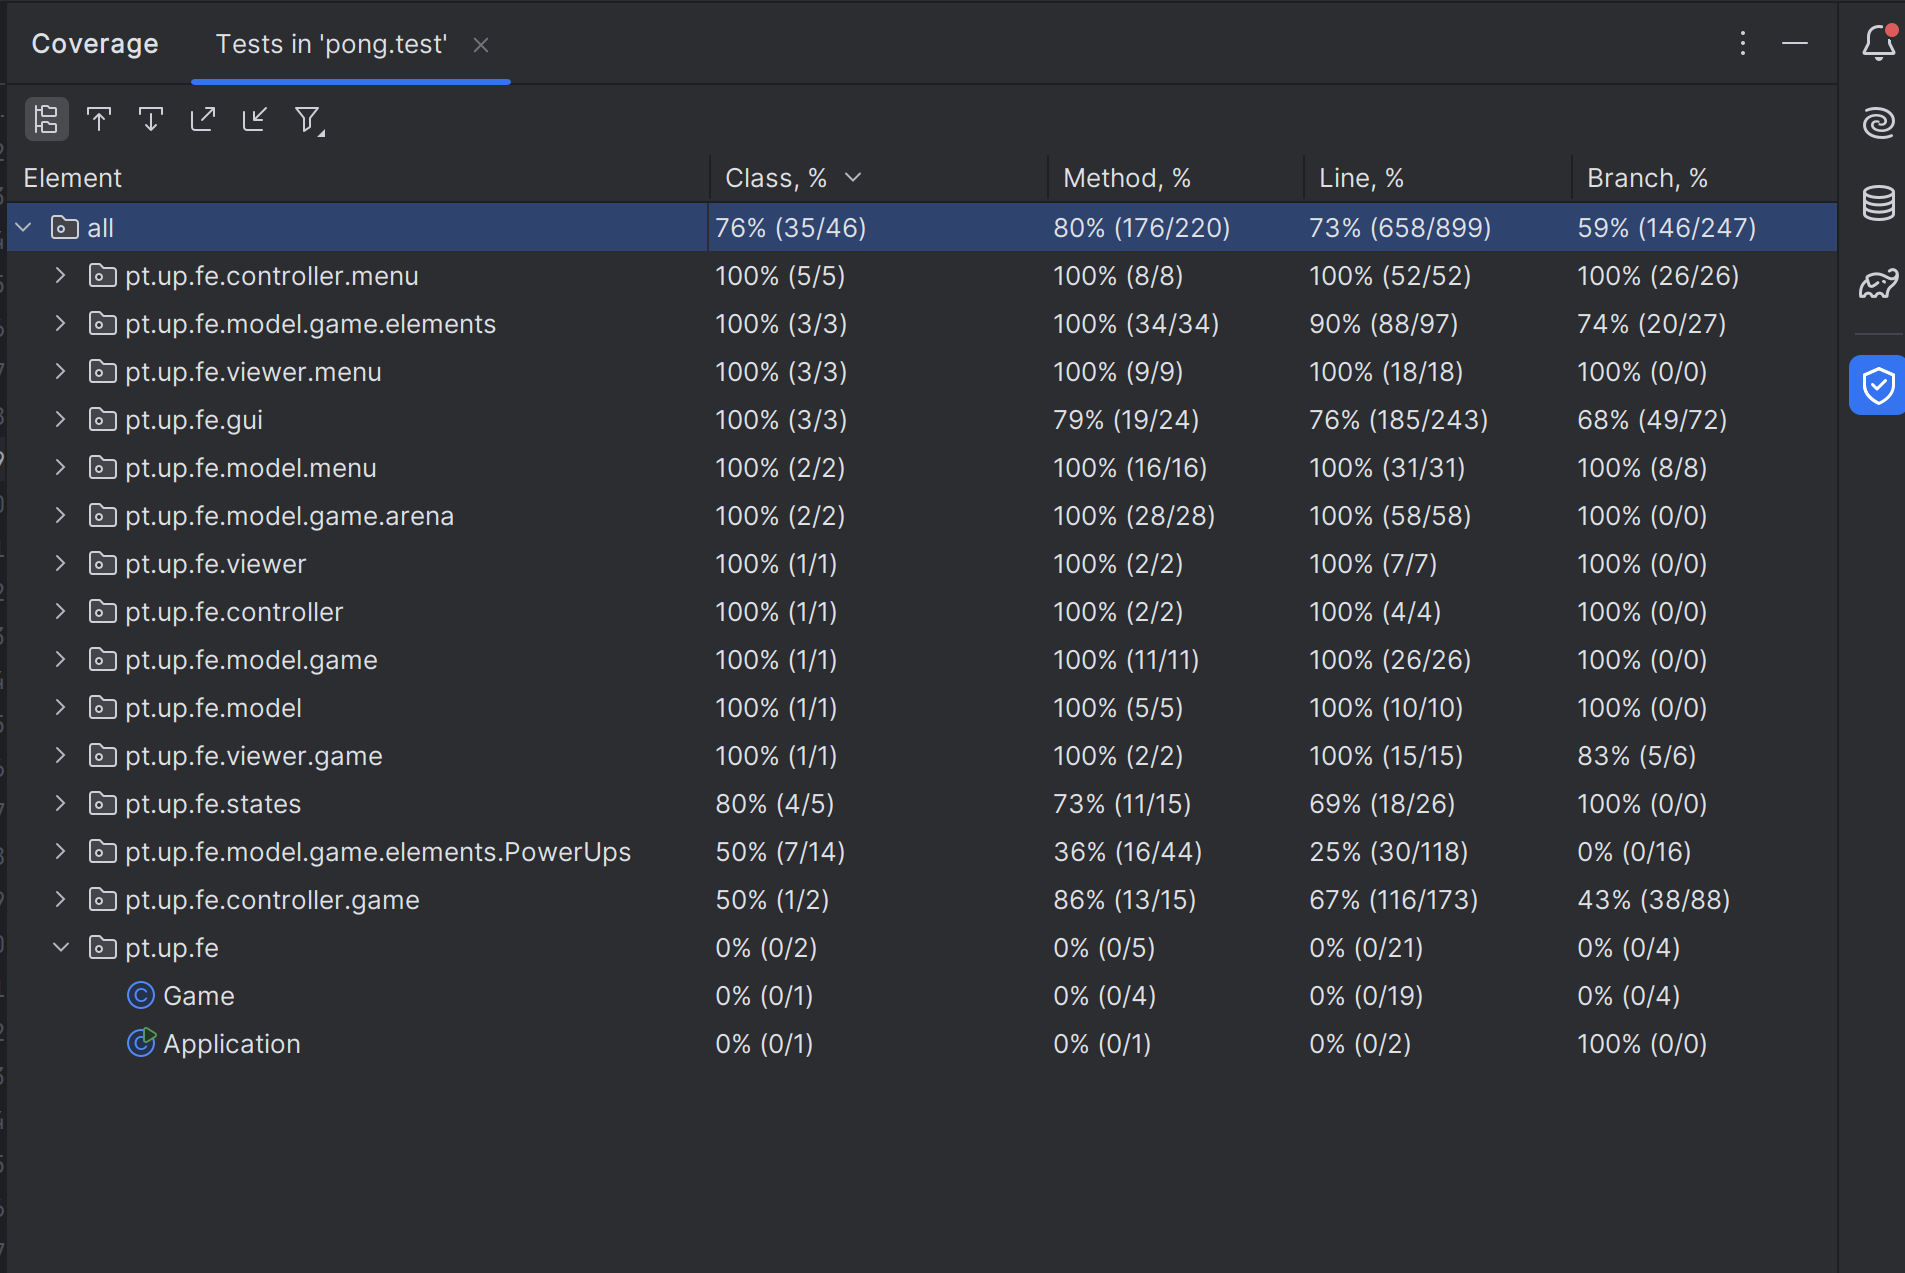 Coverage Tests in 'pong.test'
Element Class, % Method, % Line, % Branch, %
all 76% (35/46) 80% (176/220) 73% (658/899) 59% (146/247)
pt.up.fe.controller.menu 100% (5/5) 100% (8/8) 100% (52/52) 100% (26/26)
pt.up.fe.model.game.elements 100% (3/3) 100% (34/34) 90% (88/97) 74% (20/27)
pt.up.fe.viewer.menu 100% (3/3) 100% (9/9) 100% (18/18) 100% (0/0)
pt.up.fe.gui 100% (3/3) 79% (19/24) 76% (185/243) 68% (49/72)
pt.up.fe.model.menu 100% (2/2) 100% (16/16) 100% (31/31) 100% (8/8)
pt.up.fe.model.game.arena 100% (2/2) 100% (28/28) 100% (58/58) 100% (0/0)
pt.up.fe.viewer 100% (1/1) 100% (2/2) 100% (7/7) 100% (0/0)
pt.up.fe.controller 100% (1/1) 100% (2/2) 100% (4/4) 100% (0/0)
pt.up.fe.model.game 100% (1/1) 100% (11/11) 100% (26/26) 100% (0/0)
pt.up.fe.model 100% (1/1) 100% (5/5) 100% (10/10) 100% (0/0)
pt.up.fe.viewer.game 100% (1/1) 100% (2/2) 100% (15/15) 83% (5/6)
pt.up.fe.states 80% (4/5) 73% (11/15) 69% (18/26) 100% (0/0)
pt.up.fe.model.game.elements.PowerUps 50% (7/14) 36% (16/44) 25% (30/118) 0% (0/16)
pt.up.fe.controller.game 50% (1/2) 86% (13/15) 67% (116/173) 43% (38/88)
pt.up.fe 0% (0/2) 0% (0/5) 0% (0/21) 0% (0/4)
Game 0% (0/1) 0% (0/4) 0% (0/19) 0% (0/4)
Application 0% (0/1) 0% (0/1) 0% (0/2) 100% (0/0)